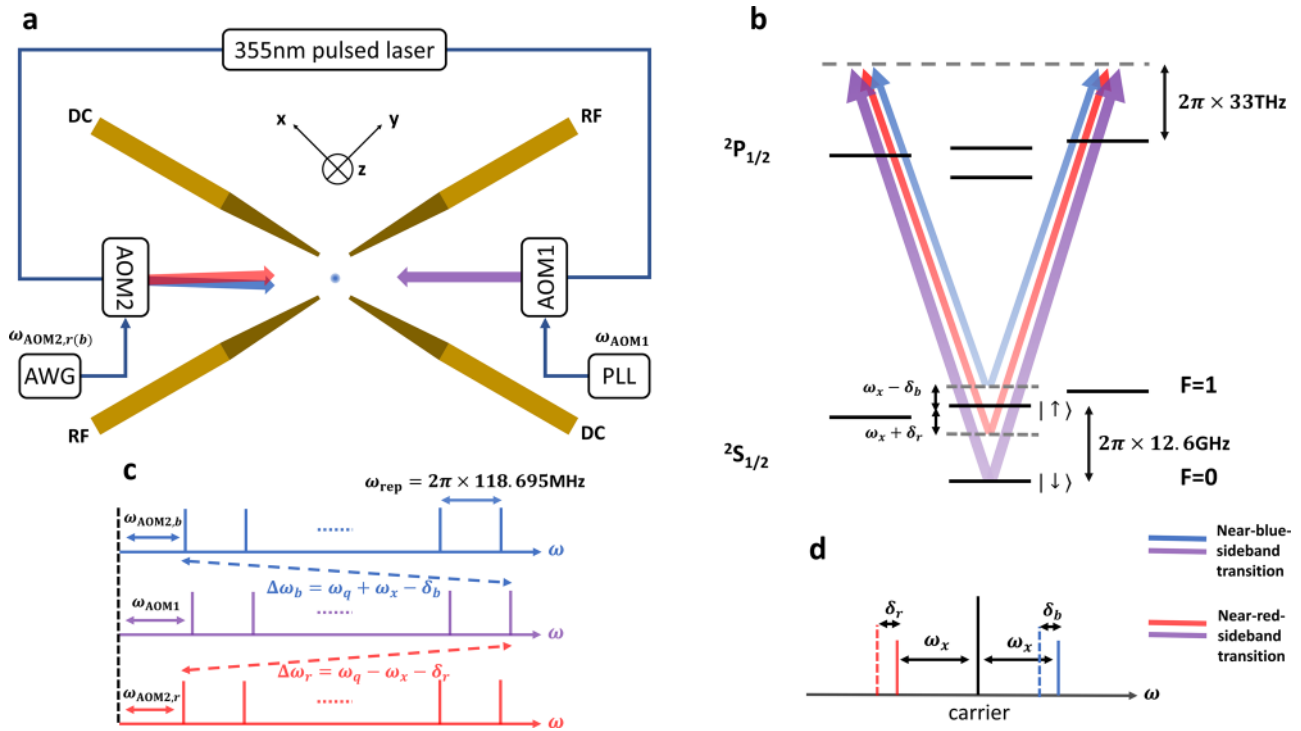 a
355nm pulsed laser
DC
RF
x
y
z
AOM2
AOM1
ω_AOM2,r(b)
ω_AOM1
AWG
PLL
RF
DC
b
2π × 33THz
²P₁/₂
ω_x − δ_b
F=1
|↑⟩
ω_x + δ_r
2π × 12.6GHz
²S₁/₂
|↓⟩
F=0
c
ω_rep = 2π × 118.695MHz
ω_AOM2,b
......
ω
Δω_b = ω_q + ω_x − δ_b
ω_AOM1
......
ω
Δω_r = ω_q − ω_x − δ_r
ω_AOM2,r
......
ω
d
Near-blue-
sideband
transition
Near-red-
sideband
transition
δ_r
δ_b
ω_x
ω_x
ω
carrier